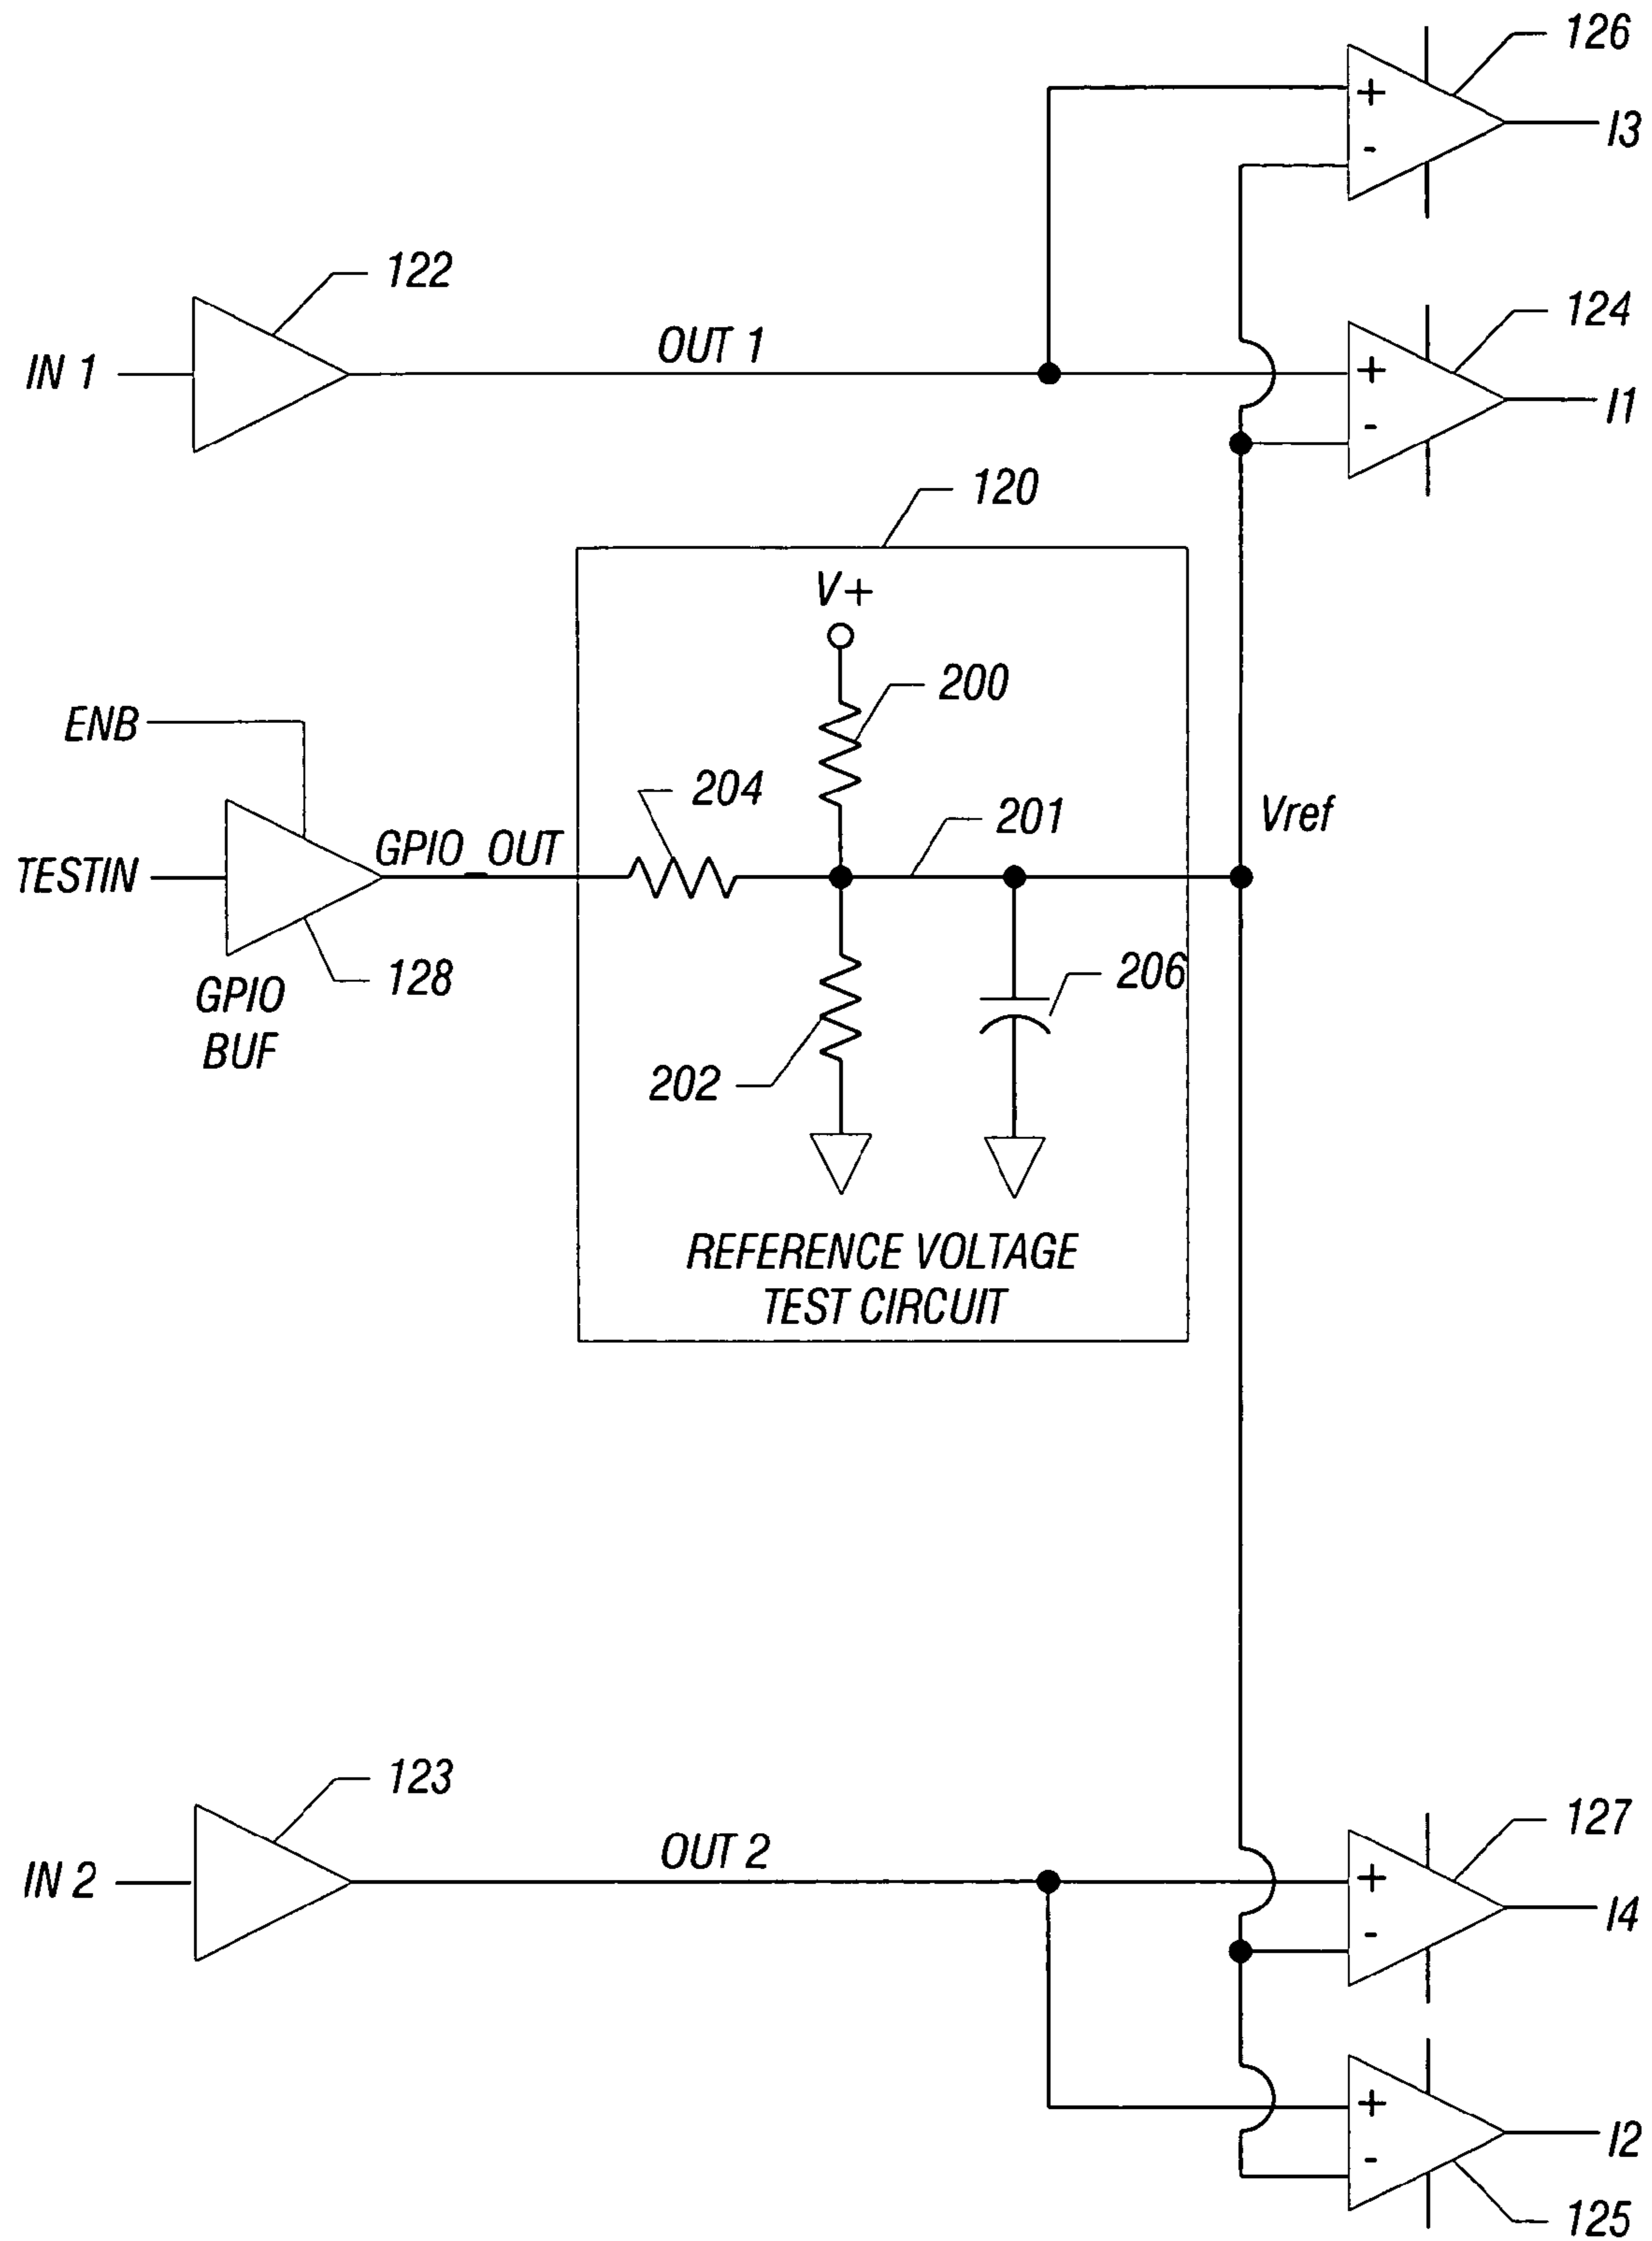 126
+
-
I3
122
124
IN 1
OUT 1
+
-
I1
120
V+
200
ENB
204
201
Vref
GPIO_OUT
TESTIN
128
GPIO
BUF
206
202
REFERENCE VOLTAGE
TEST CIRCUIT
123
127
IN 2
OUT 2
+
-
I4
+
-
I2
125